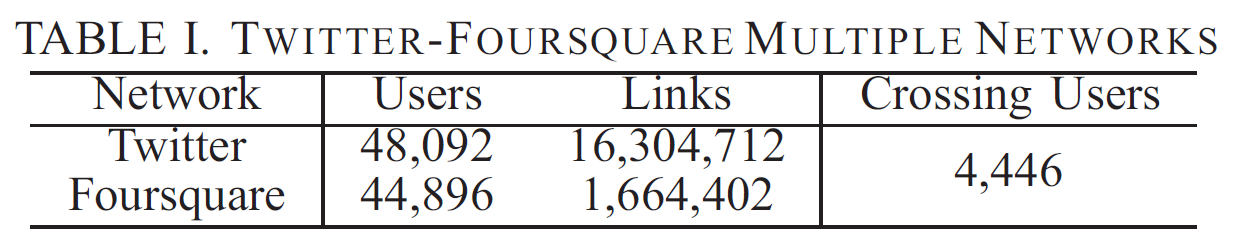 TABLE I. TWITTER-FOURSQUARE MULTIPLE NETWORKS
Network Users Links Crossing Users
Twitter 48,092 16,304,712
4,446
Foursquare 44,896 1,664,402